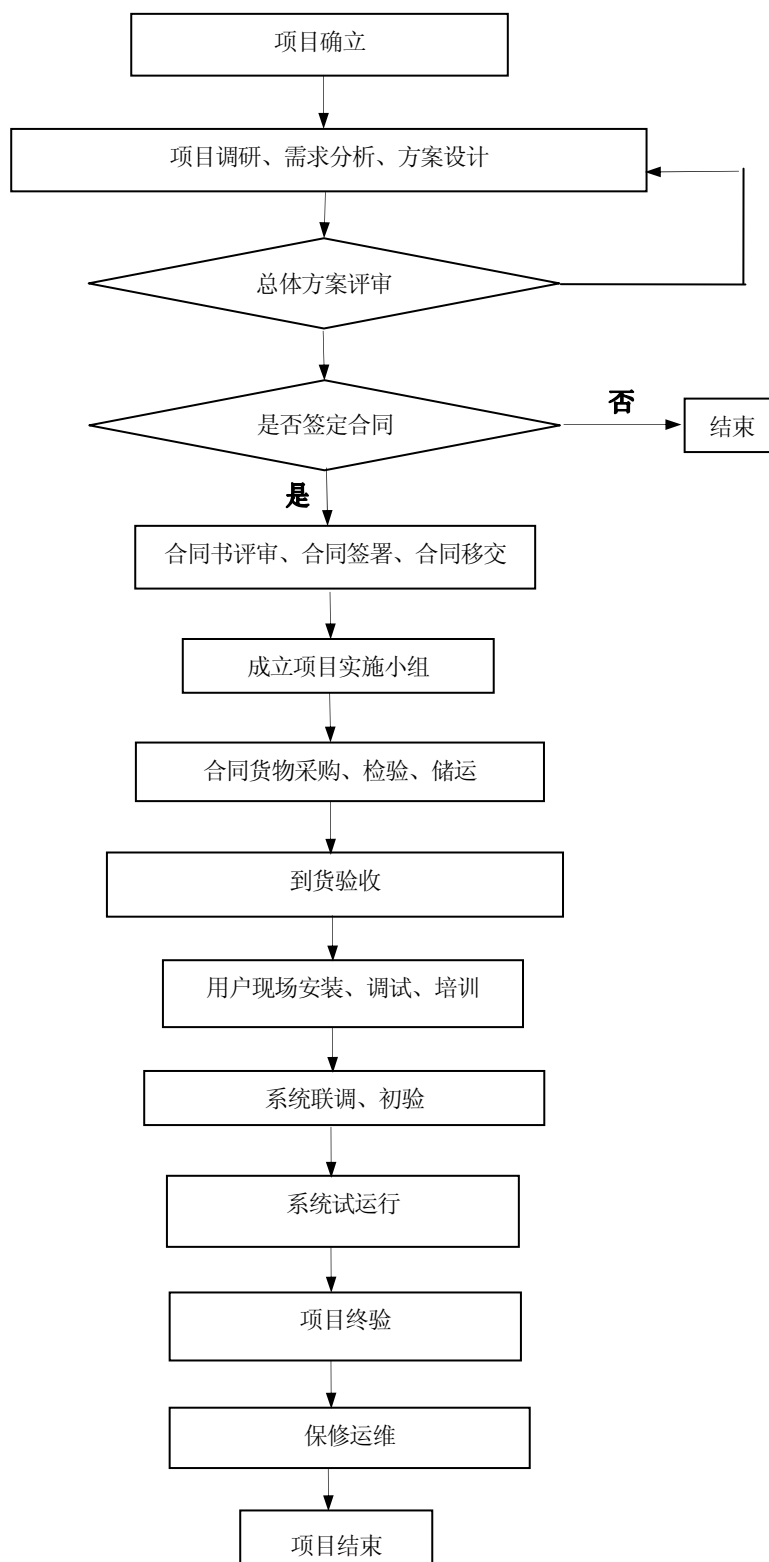 项目确立
项目调研、需求分析、方案设计
总体方案评审
是否签定合同
否
结束
是
合同书评审、合同签署、合同移交
成立项目实施小组
合同货物采购、检验、储运
到货验收
用户现场安装、调试、培训
系统联调、初验
系统试运行
项目终验
保修运维
项目结束